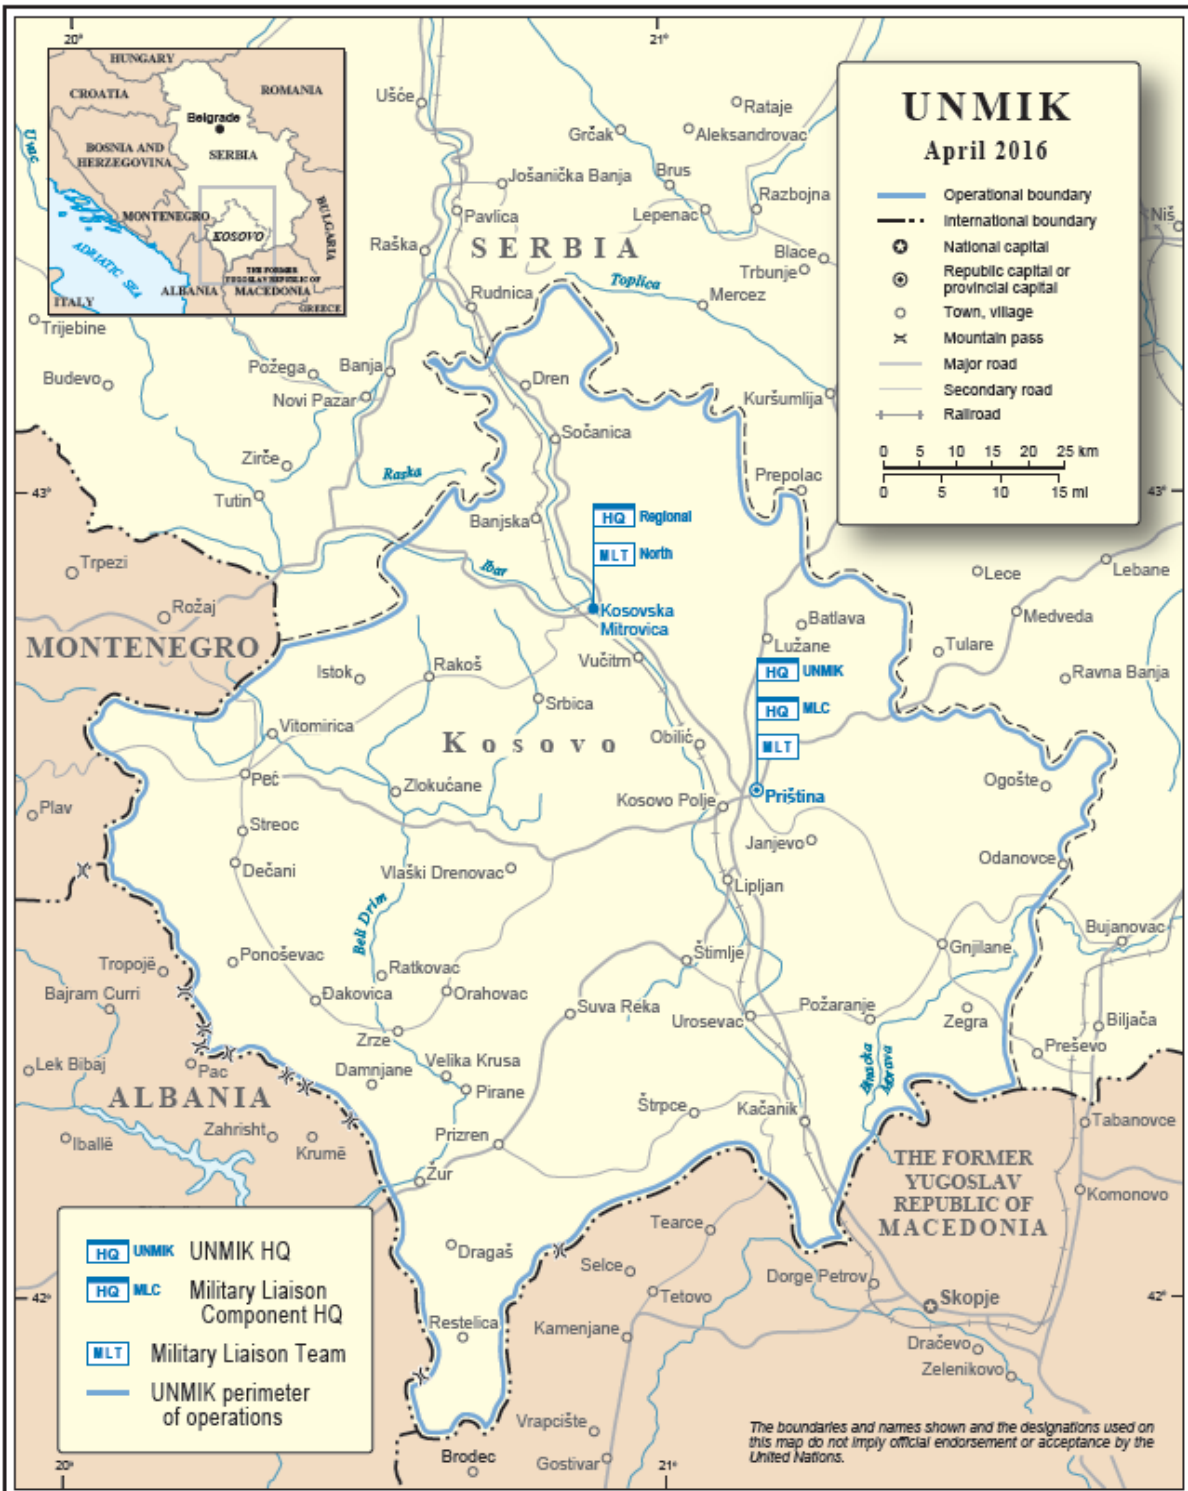 20°
21°
HUNGARY
CROATIA
ROMANIA
Belgrade
BOSNIA AND
HERZEGOVINA
SERBIA
MONTENEGRO
KOSOVO
BULGARIA
ADRIATIC SEA
THE FORMER
YUGOSLAV REPUBLIC OF
MACEDONIA
ITALY
ALBANIA
GREECE
Uvac
UNMIK
April 2016
Operational boundary
International boundary
National capital
Republic capital or
provincial capital
Town, village
Mountain pass
Major road
Secondary road
Railroad
0 5 10 15 20 25 km
0 5 10 15 mi
Ušće
Rataje
Grčak
Aleksandrovac
Jošanička Banja
Brus
Razbojna
Pavlica
Lepenac
Niš
Raška
SERBIA
Blace
Trbunje
Toplica
Rudnica
Mercez
Trijebine
Požega
Banja
Budevo
Dren
Novi Pazar
Kuršumlija
Sočanica
Zirče
Raska
Prepolac
Tutin
43°
43°
Banjska
HQ Regional
MLT North
Ibar
Trpezi
Lece
Lebane
Rožaj
Kosovska
Mitrovica
Batlava
Medveda
MONTENEGRO
Lužane
Tulare
Vučitrn
Istok
Rakoš
HQ UNMIK
Ravna Banja
Srbica
HQ MLC
Vitomirica
Kosovo
Obilić
MLT
Peć
Zlokućane
Ogošte
Plav
Kosovo Polje
Priština
Streoc
Janjevo
Dečani
Vlaški Drenovac
Odanovce
Lipljan
Beli Drim
Bujanovac
Gnjilane
Tropojë
Ponoševac
Štimlje
Ratkovac
Bajram Curri
Đakovica
Orahovac
Suva Reka
Požaranje
Urosevac
Zegra
Biljača
Zrze
Preševo
Lek Bibaj
Pac
Damnjane
Velika Krusa
Pirane
ALBANIA
Štrpce
Kačanik
Tabanovce
Iballë
Zahrisht
Krumë
Prizren
Žur
THE FORMER
YUGOSLAV
REPUBLIC OF
MACEDONIA
Komonovo
Tearce
HQ UNMIK UNMIK HQ
HQ MLC Military Liaison
Component HQ
MLT Military Liaison Team
UNMIK perimeter
of operations
Dragaš
Selce
Dorge Petrov
42°
42°
Tetovo
Skopje
Restelica
Kamenjane
Dračevo
Zelenikovo
Vrapcište
Brodec
Gostivar
The boundaries and names shown and the designations used on
this map do not imply official endorsement or acceptance by the
United Nations.
20°
21°